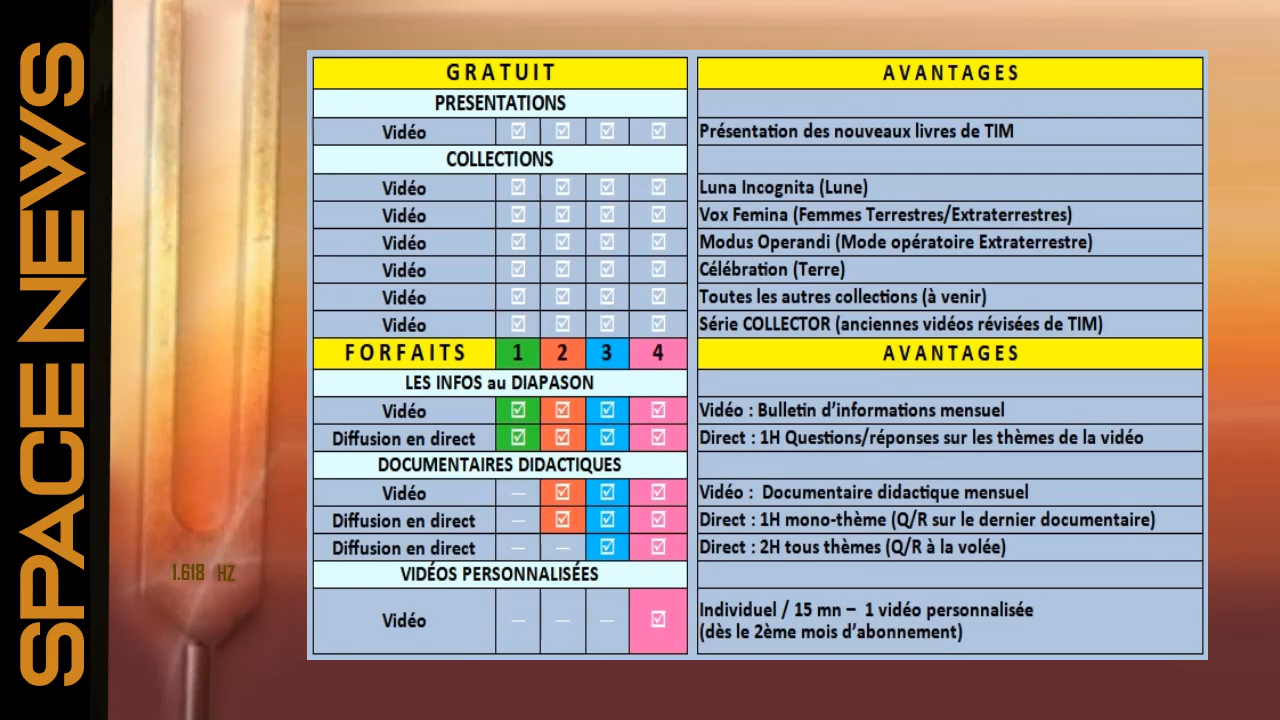 SPACE NEWS
1.618 HZ
GRATUIT AVANTAGES
PRESENTATIONS
Vidéo ☑ ☑ ☑ ☑ Présentation des nouveaux livres de TIM
COLLECTIONS
Vidéo ☑ ☑ ☑ ☑ Luna Incognita (Lune)
Vidéo ☑ ☑ ☑ ☑ Vox Femina (Femmes Terrestres/Extraterrestres)
Vidéo ☑ ☑ ☑ ☑ Modus Operandi (Mode opératoire Extraterrestre)
Vidéo ☑ ☑ ☑ ☑ Célébration (Terre)
Vidéo ☑ ☑ ☑ ☑ Toutes les autres collections (à venir)
Vidéo ☑ ☑ ☑ ☑ Série COLLECTOR (anciennes vidéos révisées de TIM)
FORFAITS 1 2 3 4 AVANTAGES
LES INFOS au DIAPASON
Vidéo ☑ ☑ ☑ ☑ Vidéo : Bulletin d’informations mensuel
Diffusion en direct ☑ ☑ ☑ ☑ Direct : 1H Questions/réponses sur les thèmes de la vidéo
DOCUMENTAIRES DIDACTIQUES
Vidéo — ☑ ☑ ☑ Vidéo : Documentaire didactique mensuel
Diffusion en direct — ☑ ☑ ☑ Direct : 1H mono-thème (Q/R sur le dernier documentaire)
Diffusion en direct — — ☑ ☑ Direct : 2H tous thèmes (Q/R à la volée)
VIDÉOS PERSONNALISÉES
Vidéo — — — ☑ Individuel / 15 mn – 1 vidéo personnalisée
(dès le 2ème mois d’abonnement)